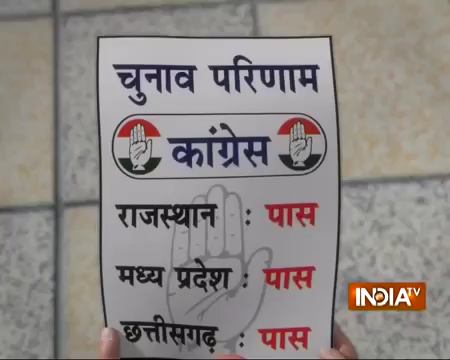 चुनाव परिणाम
कांग्रेस
राजस्थान : पास
मध्य प्रदेश : पास
छत्तीसगढ़ : पास
INDIA TV